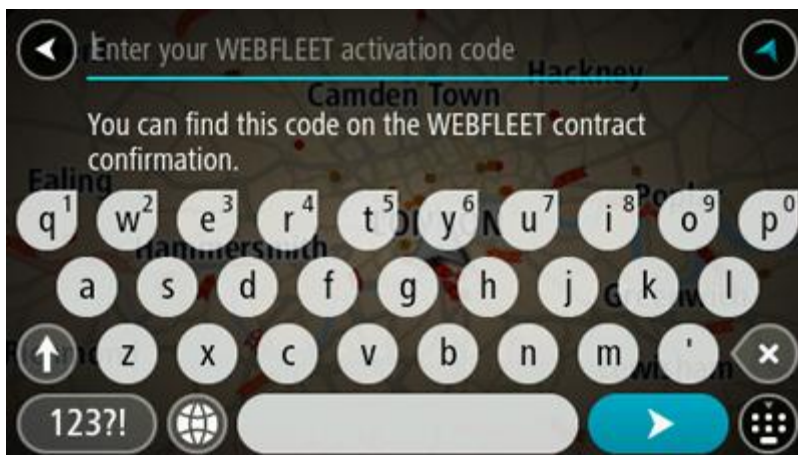 Enter your WEBFLEET activation code
Hackney
Camden Town
You can find this code on the WEBFLEET contract
confirmation.
Ealing
q1 w2 e3 r4 t5 y6 u7 i8 o9 p0
Hammersmith
a s d f g h j k l
z x c v b n m '
123?!